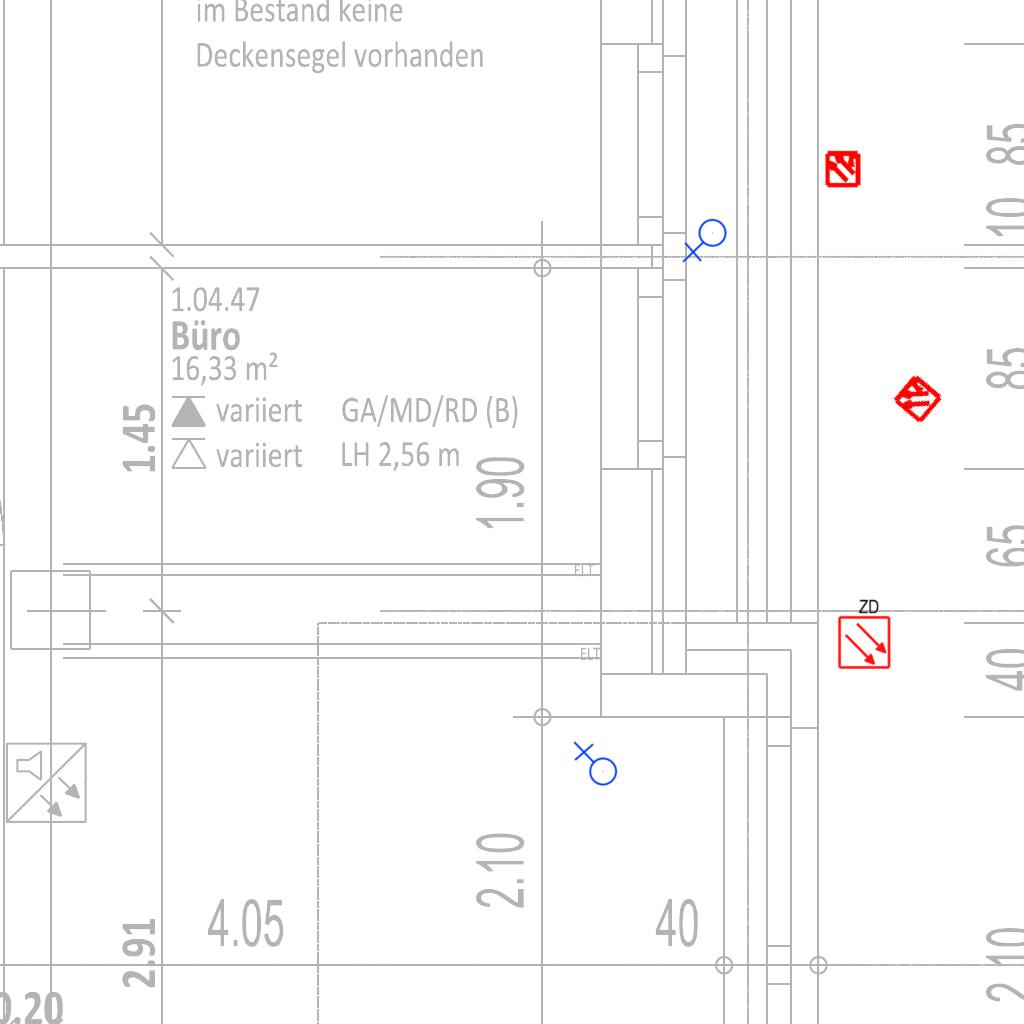 im Bestand keine
Deckensegel vorhanden
85
10
1.04.47
Büro
16,33 m²
variiert GA/MD/RD (B)
variiert LH 2,56 m
1.45
1.90
85
65
ELT
ZD
ELT
40
2.10
4.05
40
2.91
2.10
0.20